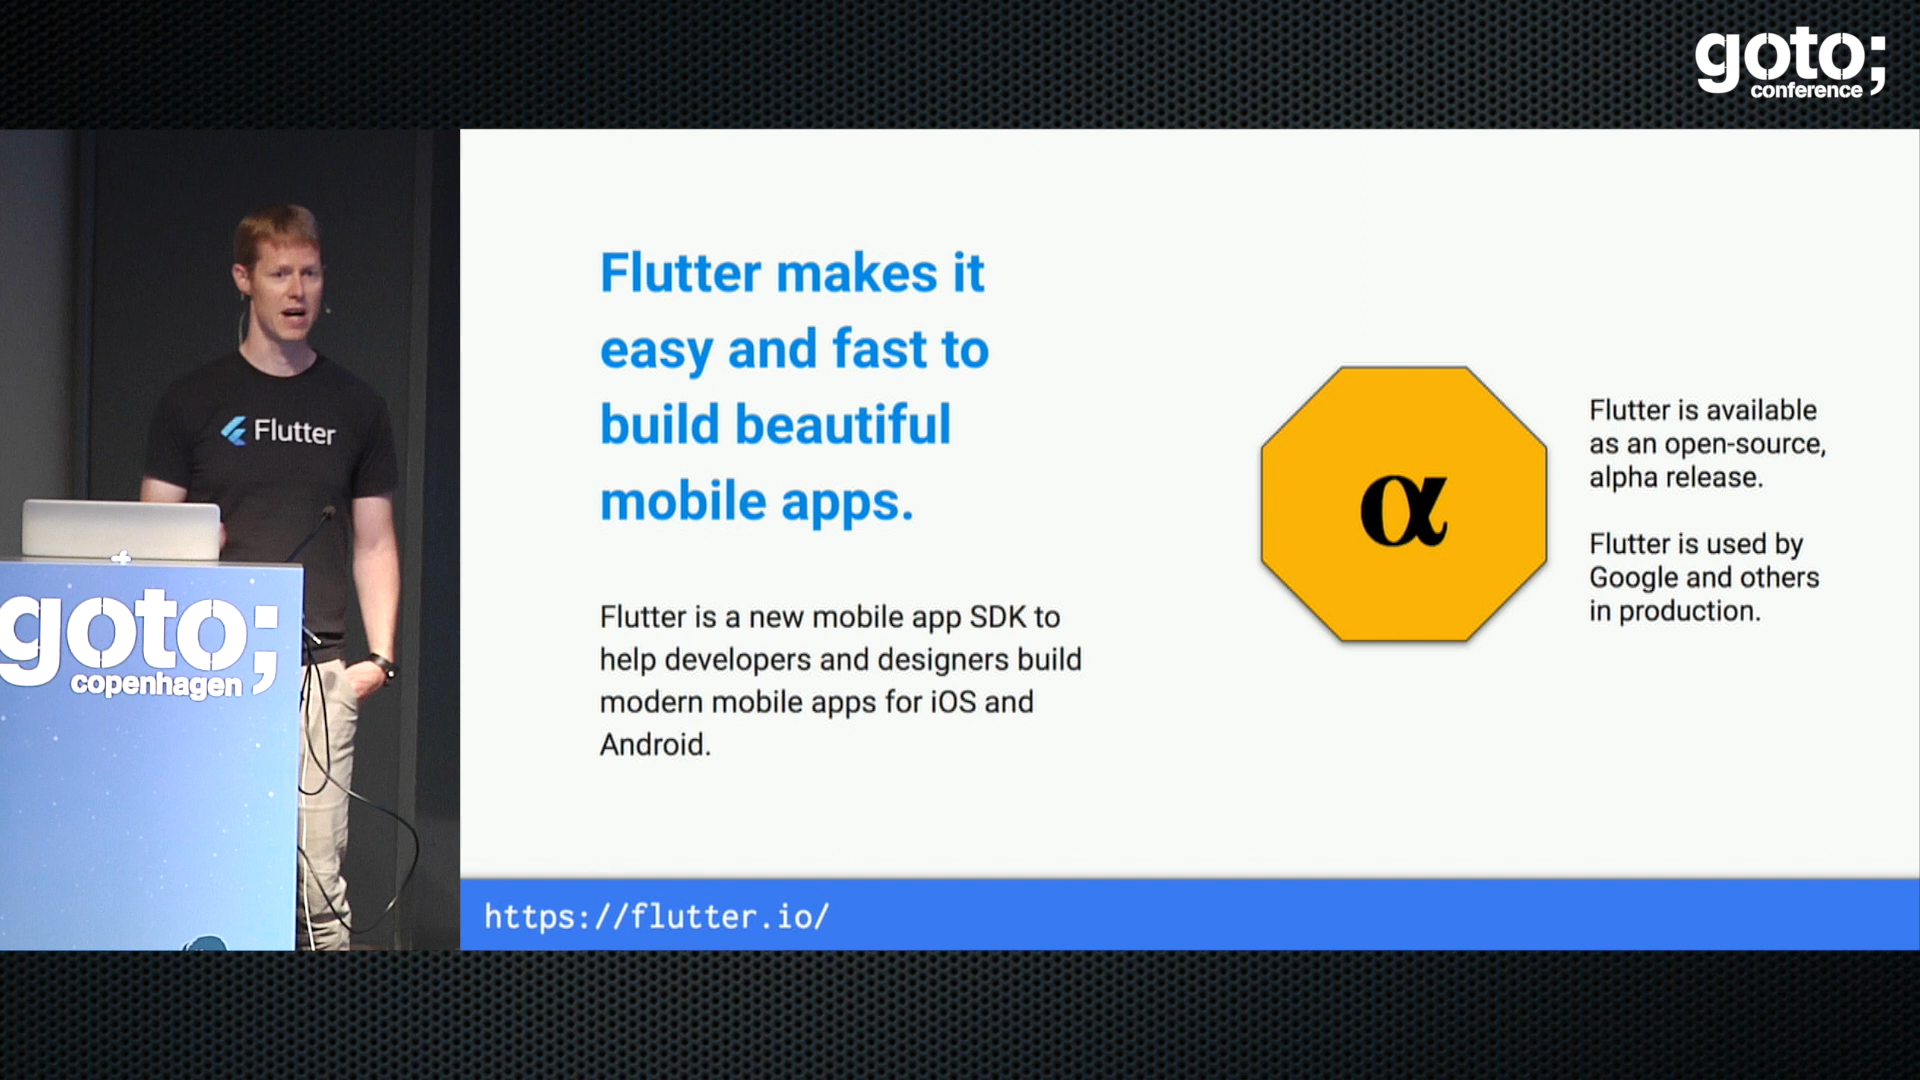 goto;
conference
Flutter makes it
easy and fast to
build beautiful
mobile apps.
Flutter is a new mobile app SDK to
help developers and designers build
modern mobile apps for iOS and
Android.
α
Flutter is available
as an open-source,
alpha release.
Flutter is used by
Google and others
in production.
https://flutter.io/
Flutter
goto;
copenhagen